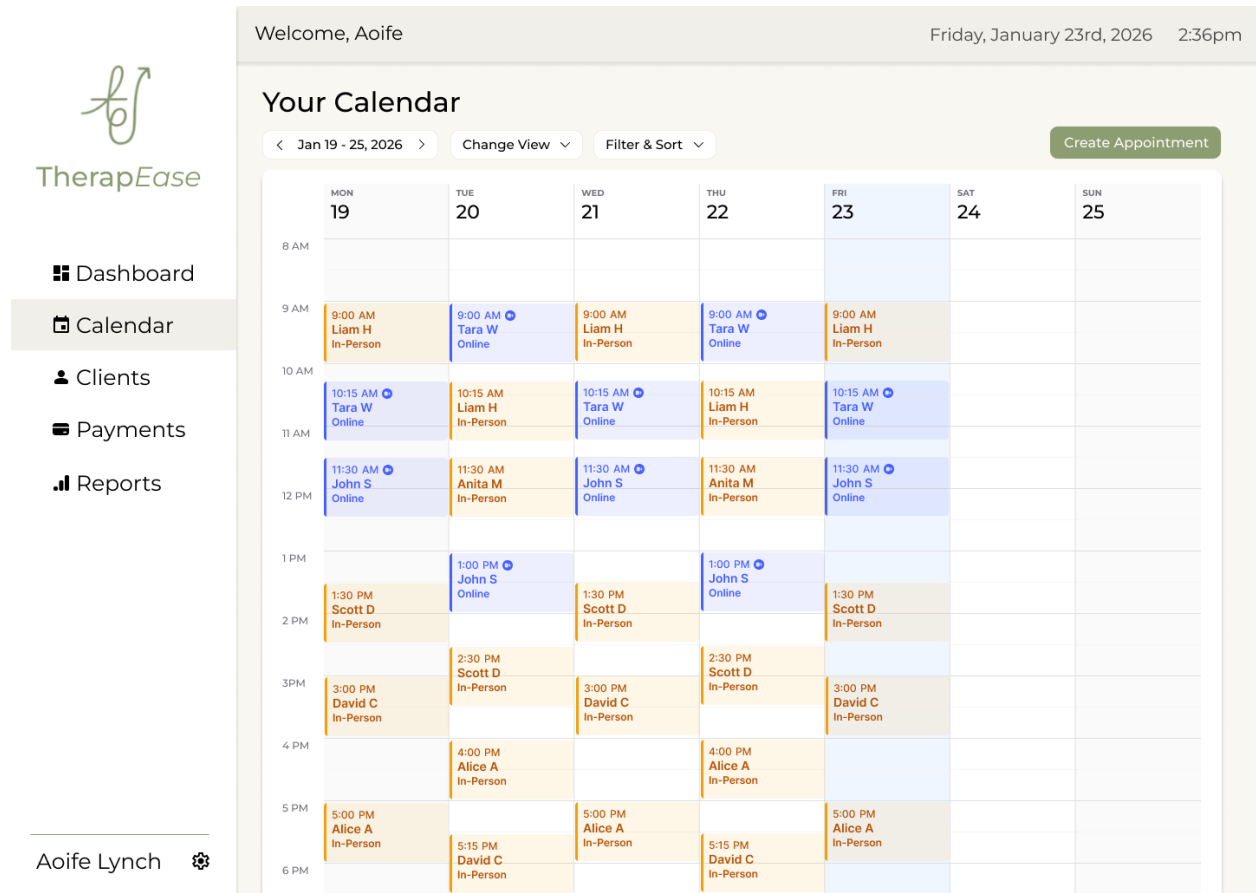 Welcome, Aoife
Friday, January 23rd, 2026 2:36pm
TherapEase
Dashboard
Calendar
Clients
Payments
Reports
Aoife Lynch
Your Calendar
Jan 19 - 25, 2026
Change View
Filter & Sort
Create Appointment
MON
19
TUE
20
WED
21
THU
22
FRI
23
SAT
24
SUN
25
8 AM
9 AM
10 AM
11 AM
12 PM
1 PM
2 PM
3PM
4 PM
5 PM
6 PM
9:00 AM
Liam H
In-Person
10:15 AM
Tara W
Online
11:30 AM
John S
Online
1:30 PM
Scott D
In-Person
3:00 PM
David C
In-Person
5:00 PM
Alice A
In-Person
9:00 AM
Tara W
Online
10:15 AM
Liam H
In-Person
11:30 AM
Anita M
In-Person
1:00 PM
John S
Online
2:30 PM
Scott D
In-Person
4:00 PM
Alice A
In-Person
5:15 PM
David C
In-Person
9:00 AM
Liam H
In-Person
10:15 AM
Tara W
Online
11:30 AM
John S
Online
1:30 PM
Scott D
In-Person
3:00 PM
David C
In-Person
5:00 PM
Alice A
In-Person
9:00 AM
Tara W
Online
10:15 AM
Liam H
In-Person
11:30 AM
Anita M
In-Person
1:00 PM
John S
Online
2:30 PM
Scott D
In-Person
4:00 PM
Alice A
In-Person
5:15 PM
David C
In-Person
9:00 AM
Liam H
In-Person
10:15 AM
Tara W
Online
11:30 AM
John S
Online
1:30 PM
Scott D
In-Person
3:00 PM
David C
In-Person
5:00 PM
Alice A
In-Person